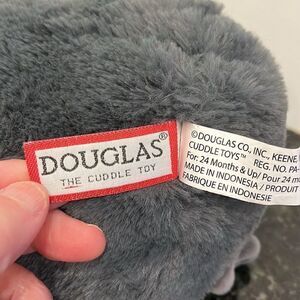 DOUGLAS®
THE CUDDLE TOY
©DOUGLAS CO., INC., KEENE
CUDDLE TOYS™ REG. NO. PA-
For: 24 Months & Up/ Pour 24 m
MADE IN INDONESIA / PRODUIT
FABRIQUE EN INDONESIE